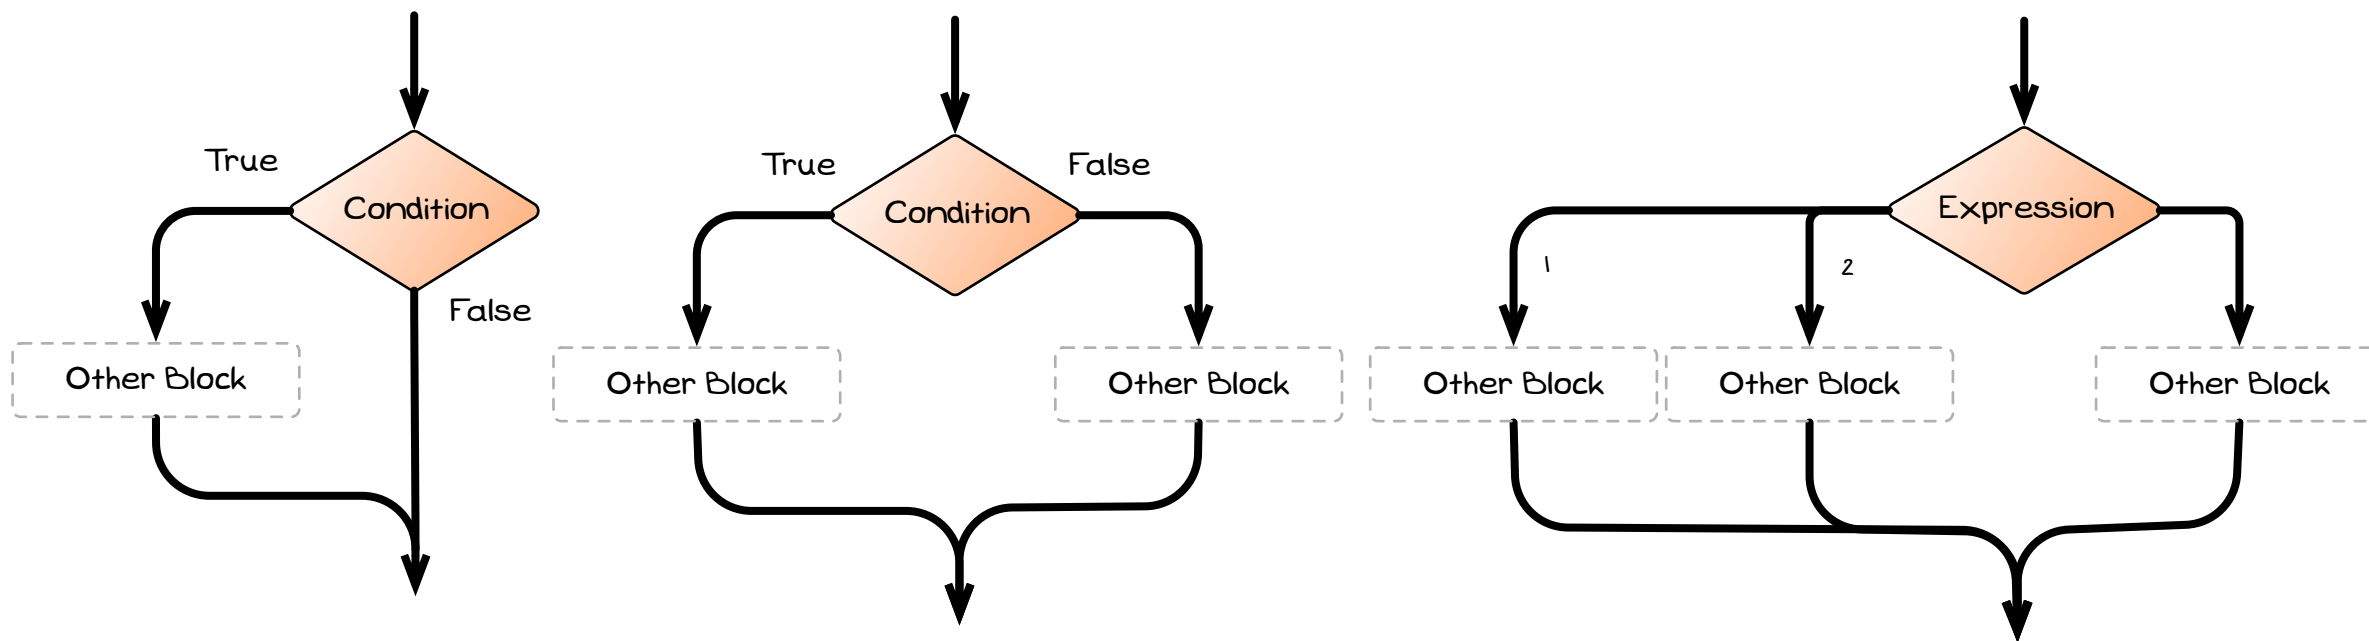 True
Condition
False
Other Block
True
False
Condition
Other Block
Other Block
Expression
1
2
Other Block
Other Block
Other Block